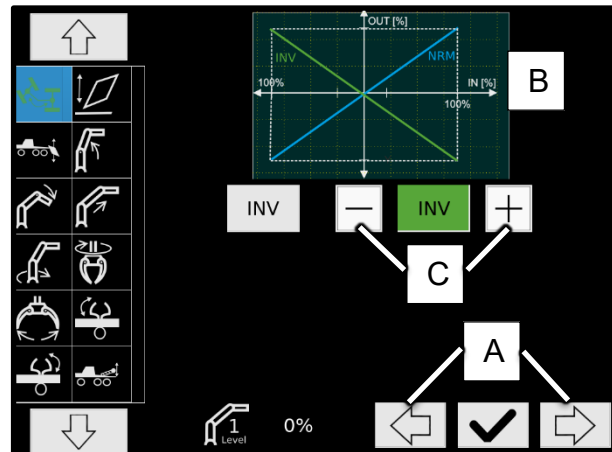 OUT [%]
INV
NRM
100%
IN [%]
100%
B
INV
INV
C
A
1
Level
0%